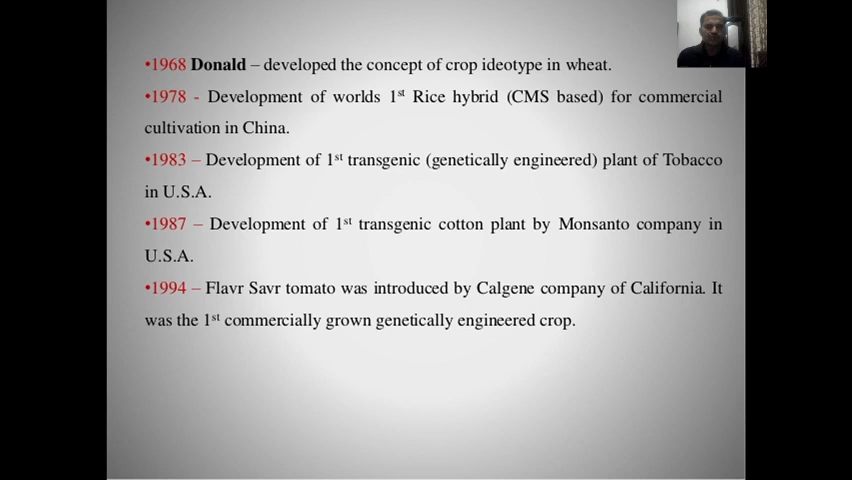 •1968 Donald – developed the concept of crop ideotype in wheat.
•1978 - Development of worlds 1st Rice hybrid (CMS based) for commercial
cultivation in China.
•1983 – Development of 1st transgenic (genetically engineered) plant of Tobacco
in U.S.A.
•1987 – Development of 1st transgenic cotton plant by Monsanto company in
U.S.A.
•1994 – Flavr Savr tomato was introduced by Calgene company of California. It
was the 1st commercially grown genetically engineered crop.